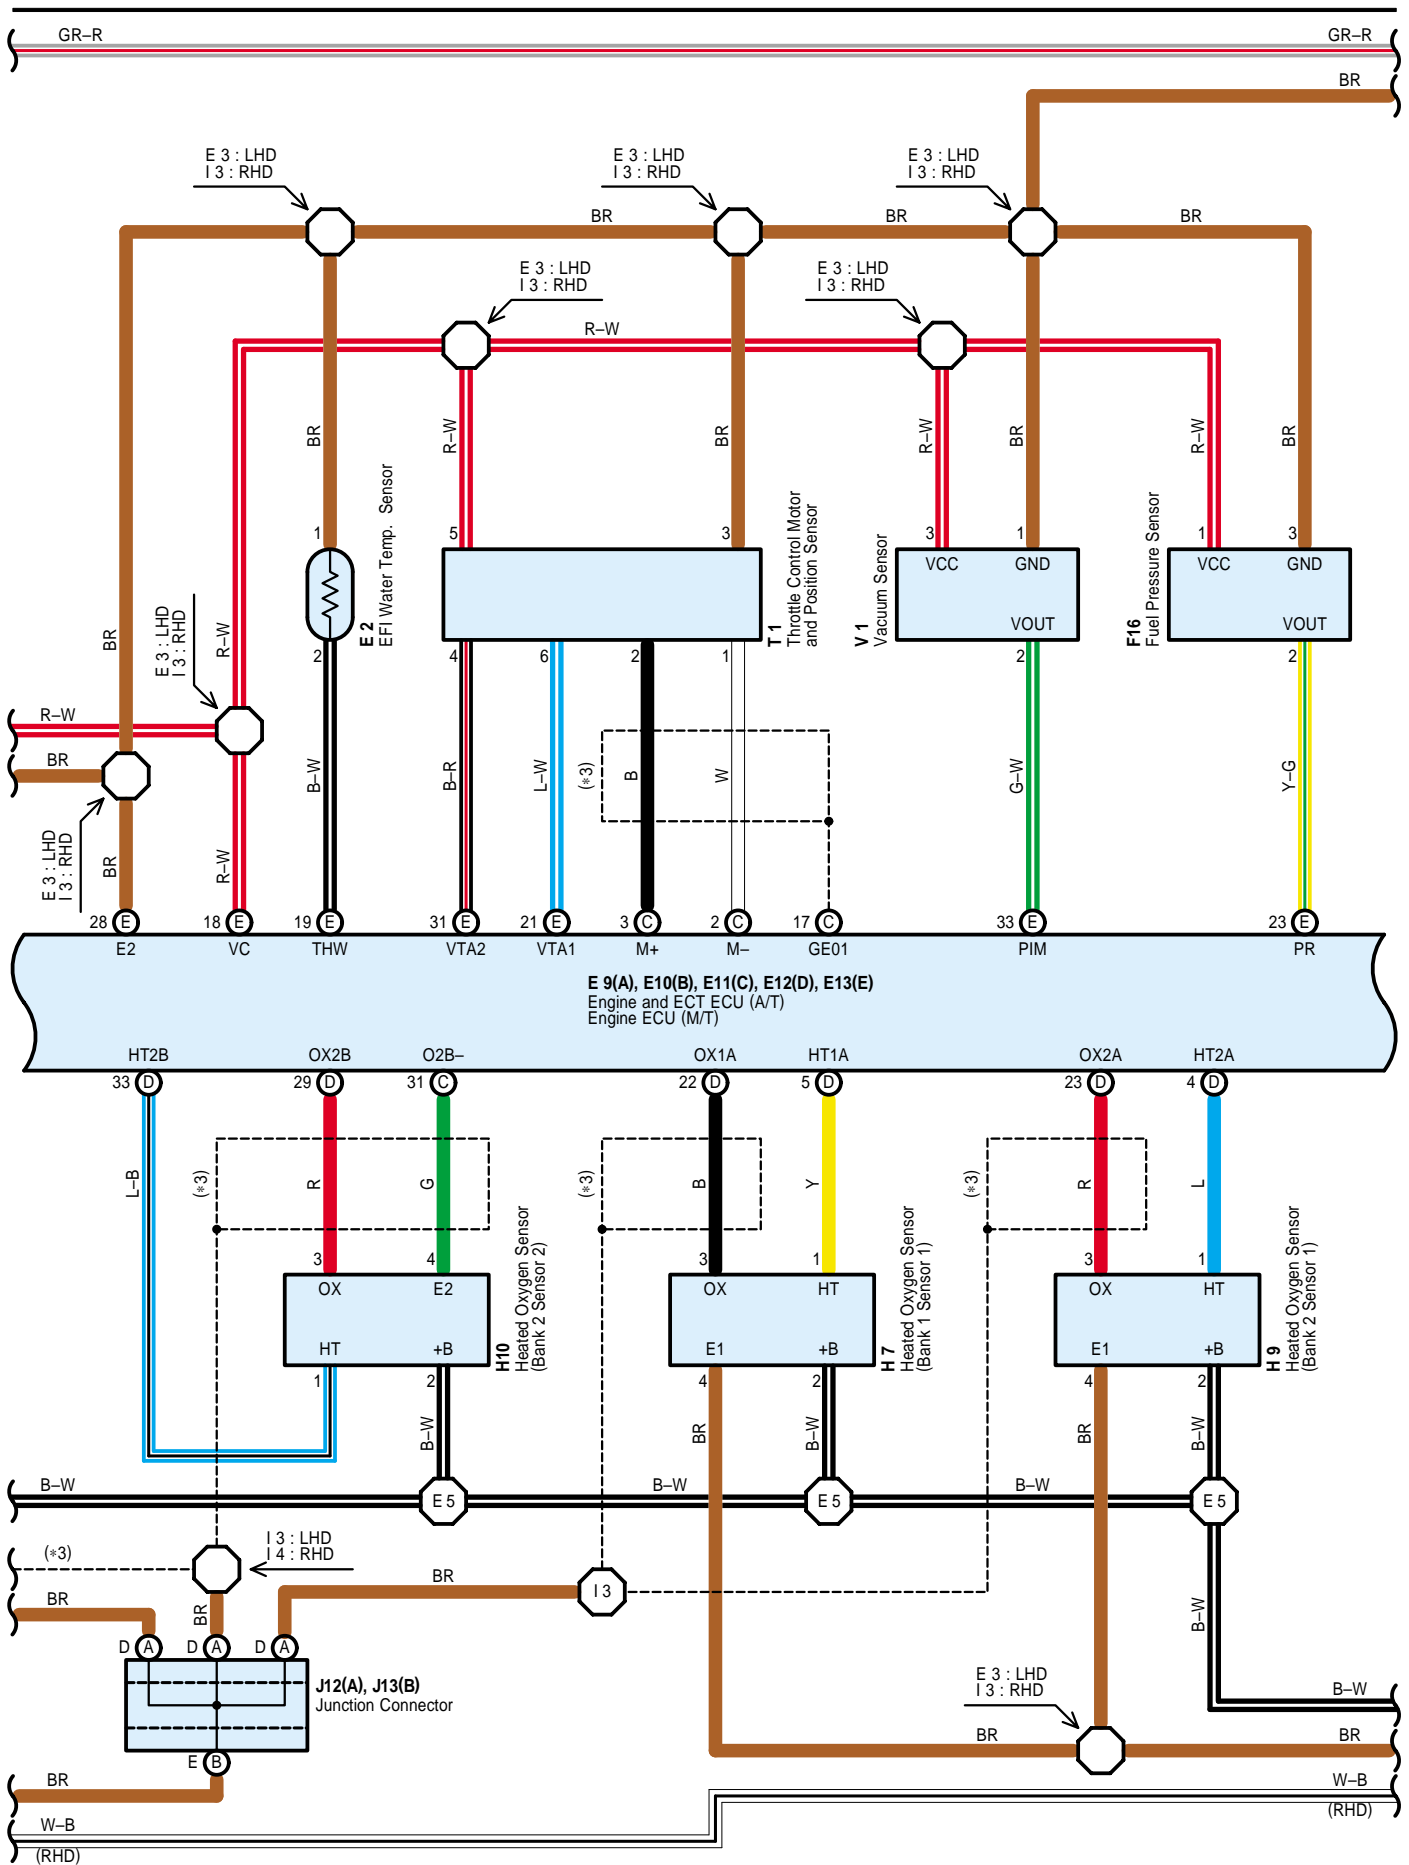 GR–R
GR–R
BR
E 3 : LHD
I 3 : RHD
E 3 : LHD
I 3 : RHD
E 3 : LHD
I 3 : RHD
BR
BR
BR
E 3 : LHD
I 3 : RHD
E 3 : LHD
I 3 : RHD
R–W
BR
R–W
BR
R–W
BR
R–W
BR
1
5
3
3
1
1
3
E 2
EFI Water Temp. Sensor
T 1
Throttle Control Motor
and Position Sensor
V 1
Vacuum Sensor
F16
Fuel Pressure Sensor
VCC
GND
VOUT
VCC
GND
VOUT
2
4
6
2
1
2
2
BR
E 3 : LHD
I 3 : RHD
R–W
R–W
BR
B–W
B–R
L–W
(*3)
B
W
G–W
Y–G
E 3 : LHD
I 3 : RHD
BR
R–W
28 E
18 E
19 E
31 E
21 E
3 C
2 C
17 C
33 E
23 E
E2
VC
THW
VTA2
VTA1
M+
M–
GE01
PIM
PR
E 9(A), E10(B), E11(C), E12(D), E13(E)
Engine and ECT ECU (A/T)
Engine ECU (M/T)
HT2B
OX2B
O2B–
OX1A
HT1A
OX2A
HT2A
33 D
29 D
31 C
22 D
5 D
23 D
4 D
L–B
(*3)
R
G
(*3)
B
Y
(*3)
R
L
3
4
3
1
3
1
OX
E2
HT
+B
H10
Heated Oxygen Sensor
(Bank 2 Sensor 2)
OX
HT
E1
+B
H 7
Heated Oxygen Sensor
(Bank 1 Sensor 1)
OX
HT
E1
+B
H 9
Heated Oxygen Sensor
(Bank 2 Sensor 1)
1
2
4
2
4
2
B–W
BR
B–W
BR
B–W
B–W
E 5
B–W
E 5
B–W
E 5
(*3)
I 3 : LHD
I 4 : RHD
BR
BR
BR
I 3
B–W
D A
D A
D A
J12(A), J13(B)
Junction Connector
E 3 : LHD
I 3 : RHD
B–W
BR
BR
E B
BR
W–B
(RHD)
W–B
(RHD)